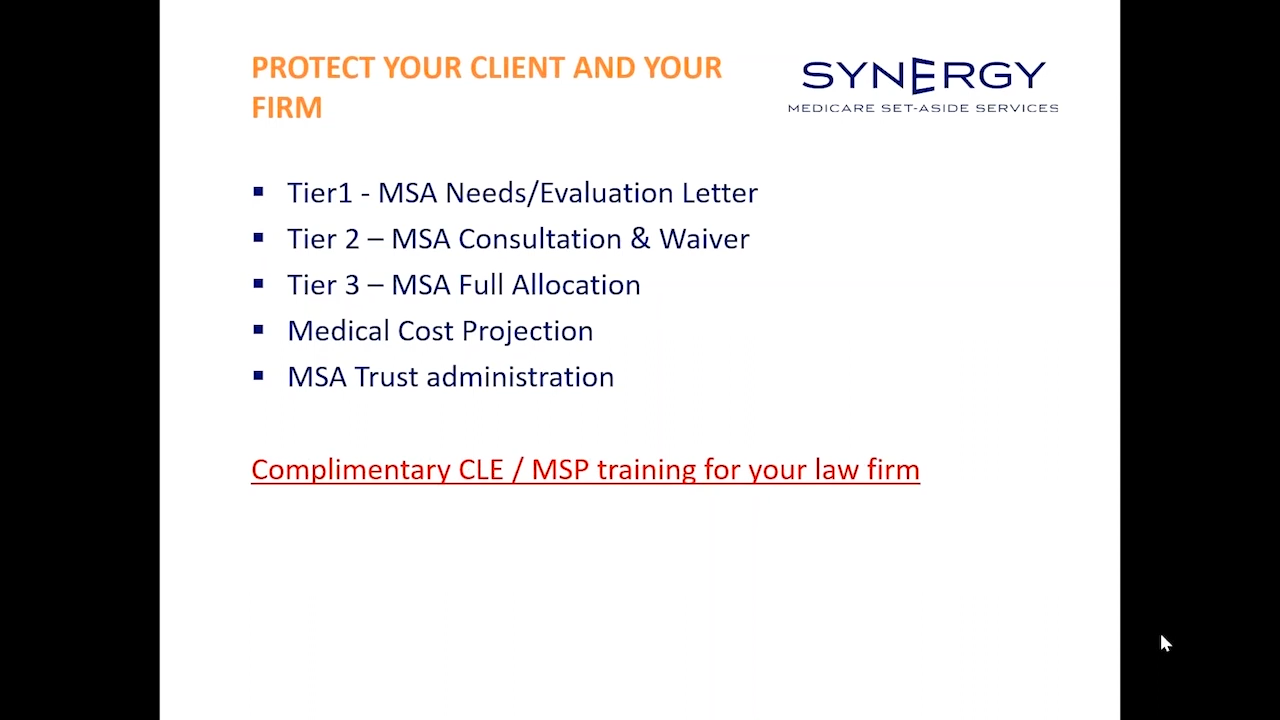 PROTECT YOUR CLIENT AND YOUR
FIRM
SYNERGY
MEDICARE SET-ASIDE SERVICES
▪ Tier1 - MSA Needs/Evaluation Letter
▪ Tier 2 – MSA Consultation & Waiver
▪ Tier 3 – MSA Full Allocation
▪ Medical Cost Projection
▪ MSA Trust administration
Complimentary CLE / MSP training for your law firm